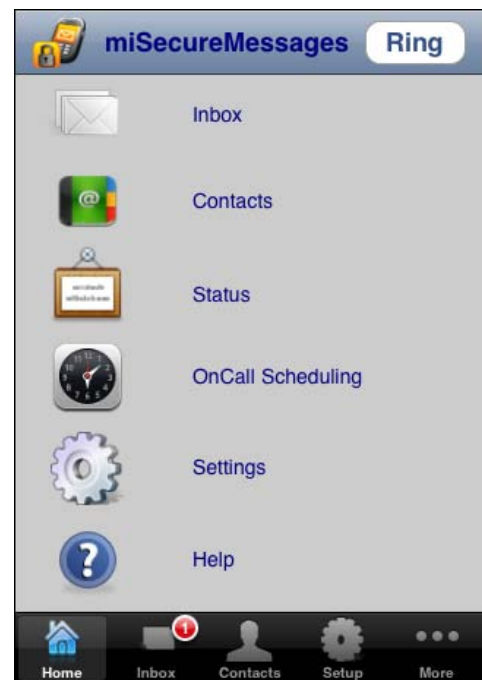 miSecureMessages Ring
Inbox
@
Contacts
Status
OnCall Scheduling
Settings
?
Help
1
Home Inbox Contacts Setup More